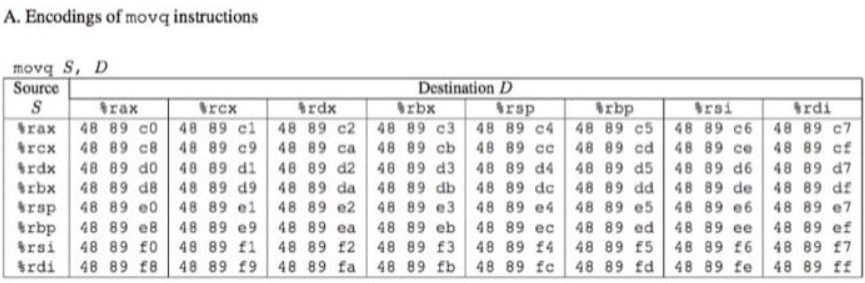 A. Encodings of movq instructions
movq S, D
Source Destination D
S %rax %rcx %rdx %rbx %rsp %rbp %rsi %rdi
%rax 48 89 c0 48 89 c1 48 89 c2 48 89 c3 48 89 c4 48 89 c5 48 89 c6 48 89 c7
%rcx 48 89 c8 48 89 c9 48 89 ca 48 89 cb 48 89 cc 48 89 cd 48 89 ce 48 89 cf
%rdx 48 89 d0 48 89 d1 48 89 d2 48 89 d3 48 89 d4 48 89 d5 48 89 d6 48 89 d7
%rbx 48 89 d8 48 89 d9 48 89 da 48 89 db 48 89 dc 48 89 dd 48 89 de 48 89 df
%rsp 48 89 e0 48 89 e1 48 89 e2 48 89 e3 48 89 e4 48 89 e5 48 89 e6 48 89 e7
%rbp 48 89 e8 48 89 e9 48 89 ea 48 89 eb 48 89 ec 48 89 ed 48 89 ee 48 89 ef
%rsi 48 89 f0 48 89 f1 48 89 f2 48 89 f3 48 89 f4 48 89 f5 48 89 f6 48 89 f7
%rdi 48 89 f8 48 89 f9 48 89 fa 48 89 fb 48 89 fc 48 89 fd 48 89 fe 48 89 ff